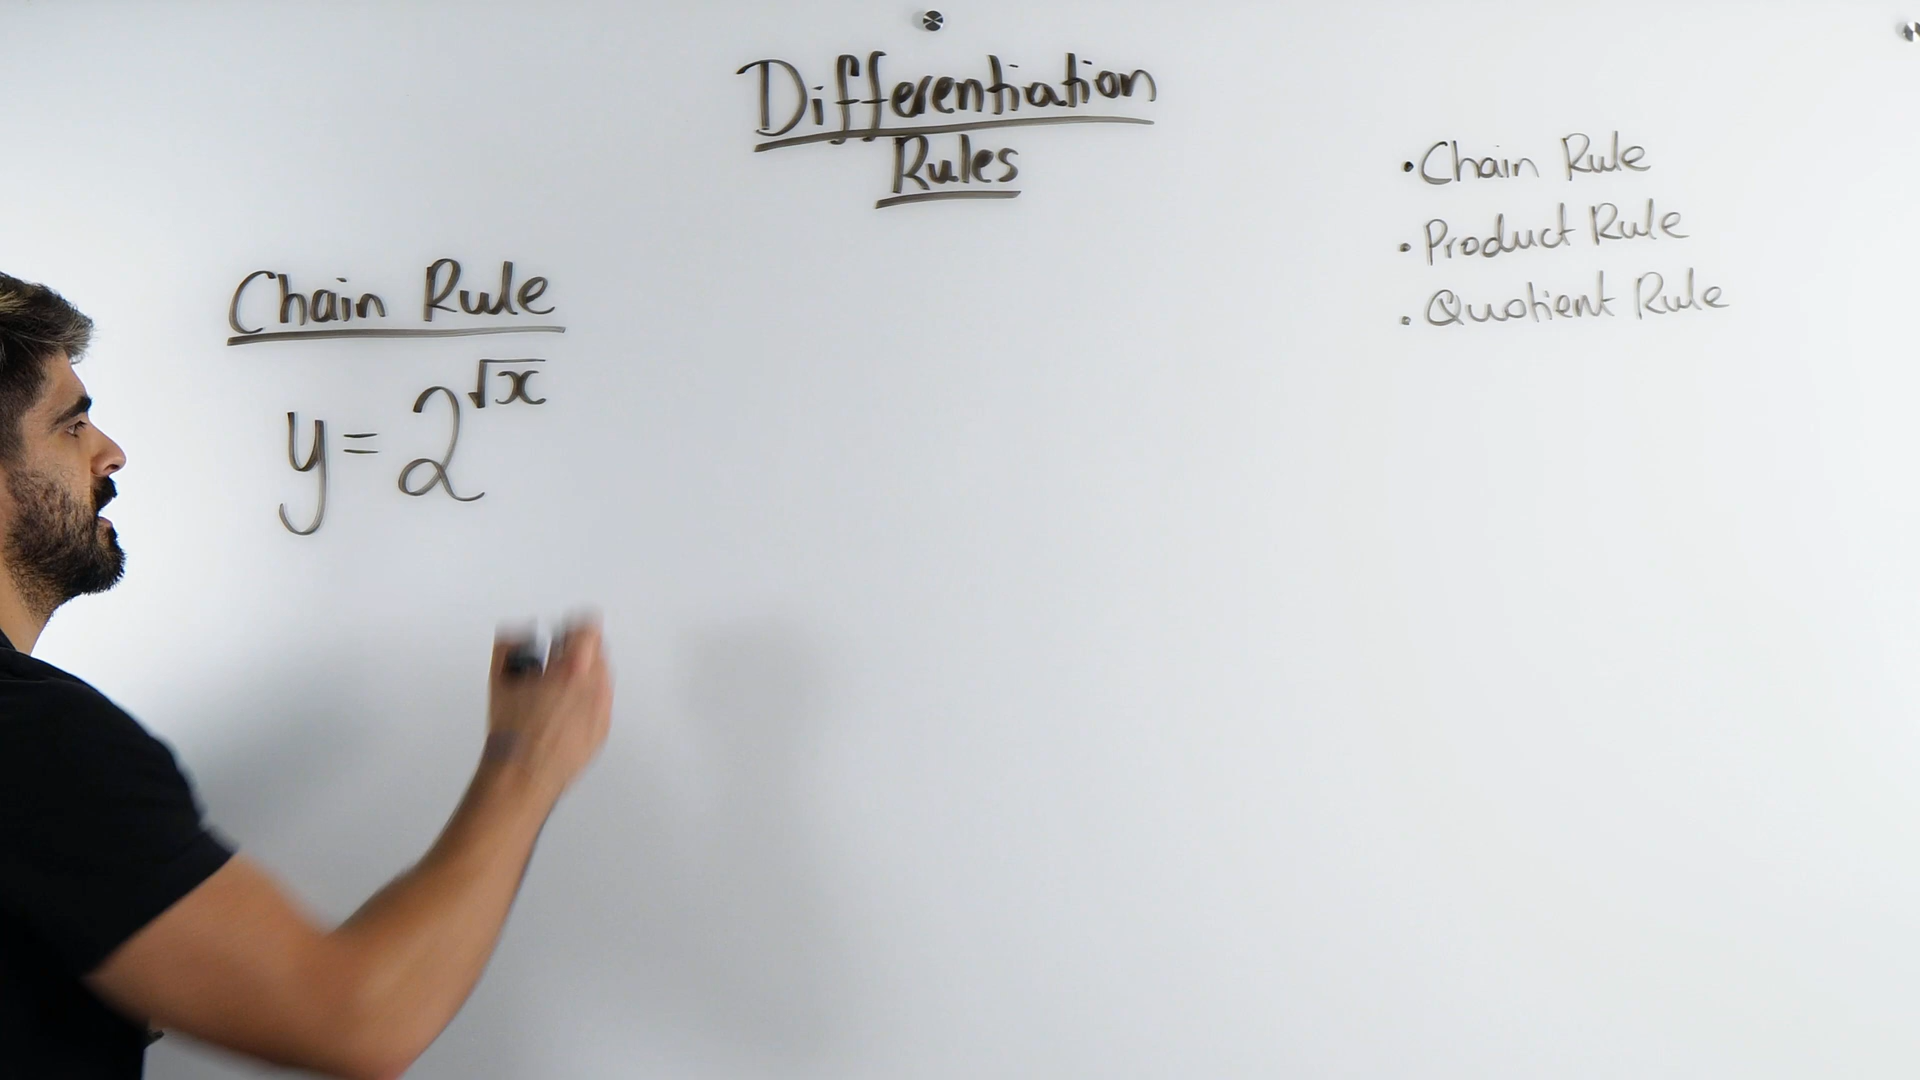 Differentiation
Rules
• Chain Rule
• Product Rule
• Quotient Rule
Chain Rule
y = 2^√x